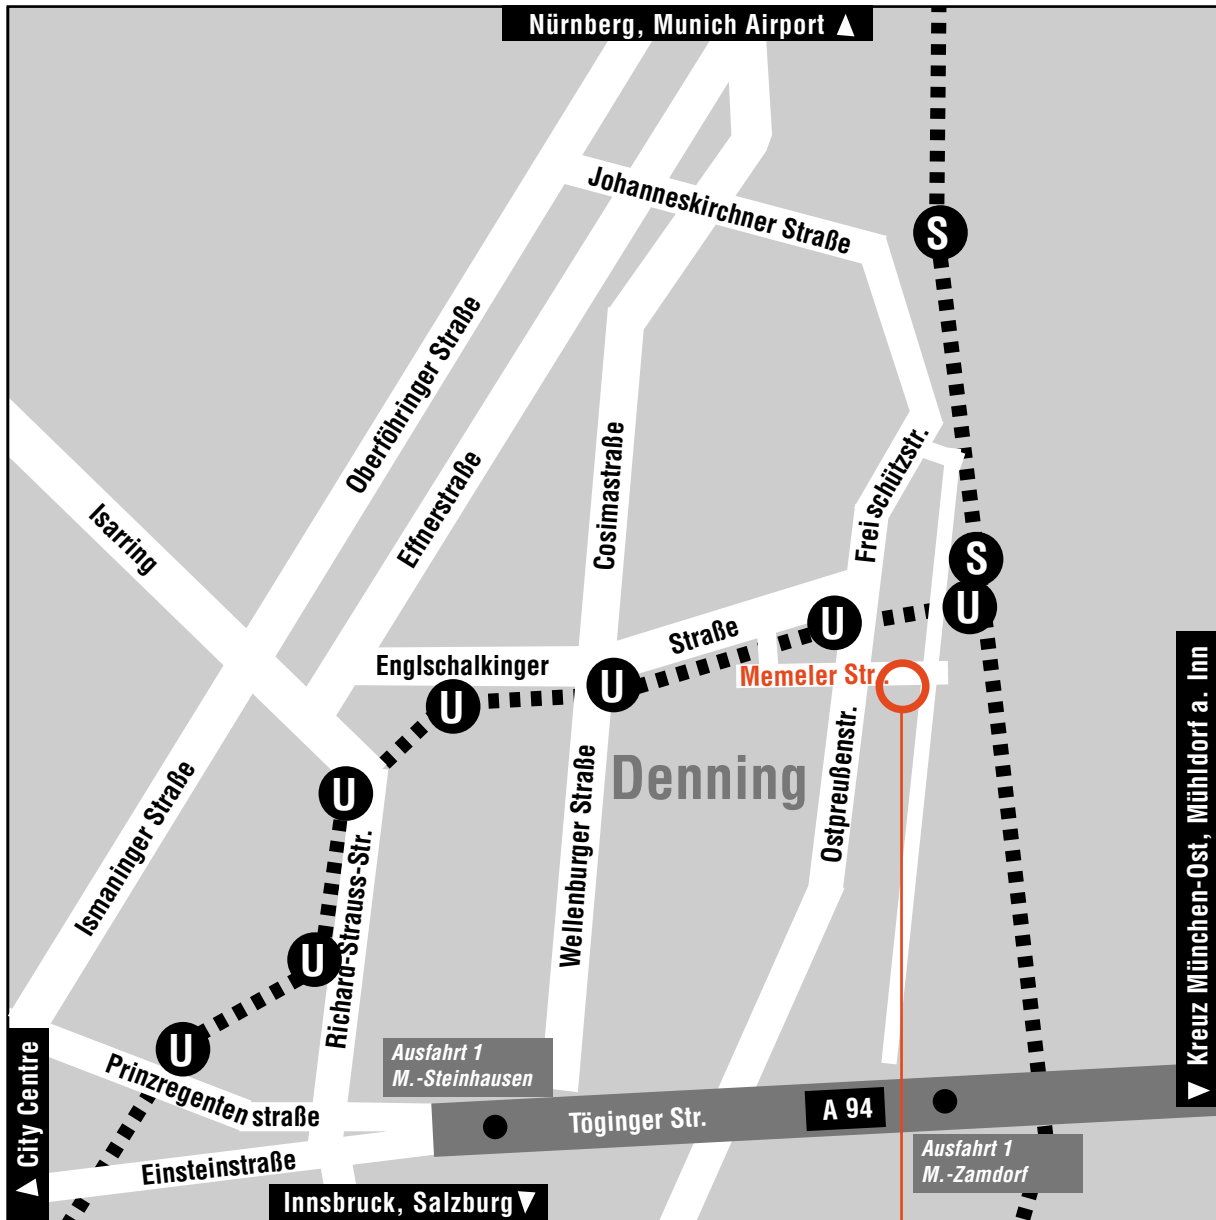 Nürnberg, Munich Airport
Johanneskirchner Straße
S
Oberföhringer Straße
Effnerstraße
Cosimastraße
Freischützstr.
Isarring
S
U
U
Straße
Englschalkinger
Memeler Str.
U
U
Denning
Ostpreußenstr.
U
Ismaninger Straße
Wellenburger Straße
Richard-Strauss-Str.
U
U
Kreuz München-Ost, Mühldorf a. Inn
City Centre
Prinzregentenstraße
Ausfahrt 1
M.-Steinhausen
Töginger Str.
A 94
Ausfahrt 1
M.-Zamdorf
Einsteinstraße
Innsbruck, Salzburg